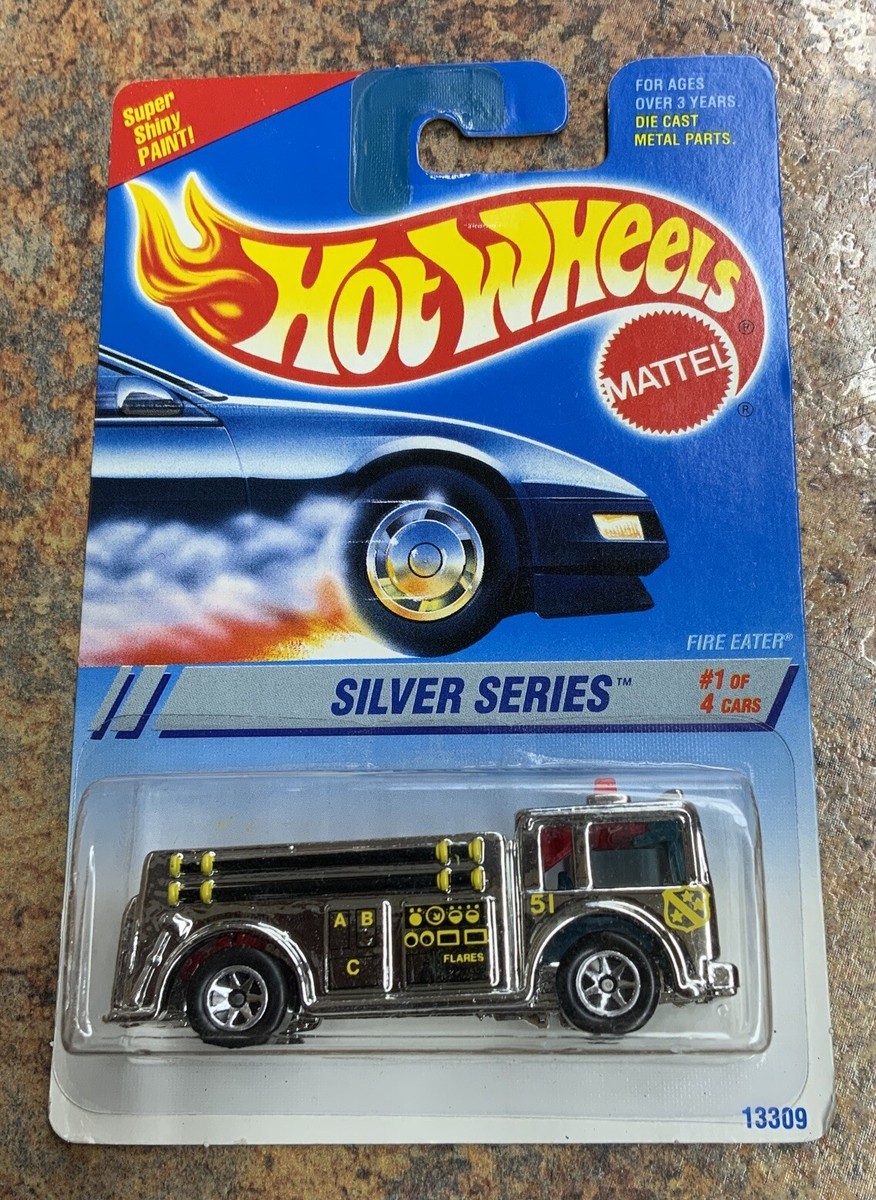 Super
Shiny
PAINT!
FOR AGES
OVER 3 YEARS.
DIE CAST
METAL PARTS.
HOT WHEELS
®
MATTEL
®
FIRE EATER®
SILVER SERIES™
#1 OF
4 CARS
51
A B
C
FLARES
13309